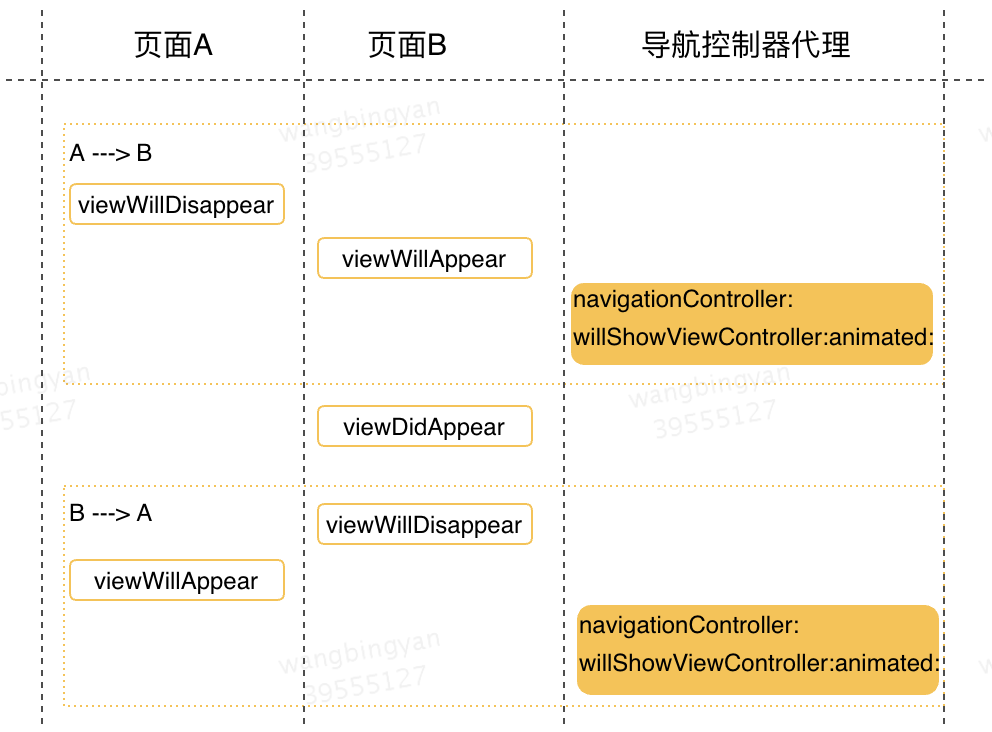 页面A 页面B 导航控制器代理
wangbingyan
39555127
A ---> B
viewWillDisappear
viewWillAppear
navigationController:
willShowViewController:animated:
bingyan
55127
wangbingyan
39555127
viewDidAppear
B ---> A
viewWillDisappear
viewWillAppear
navigationController:
willShowViewController:animated:
wangbingyan
39555127